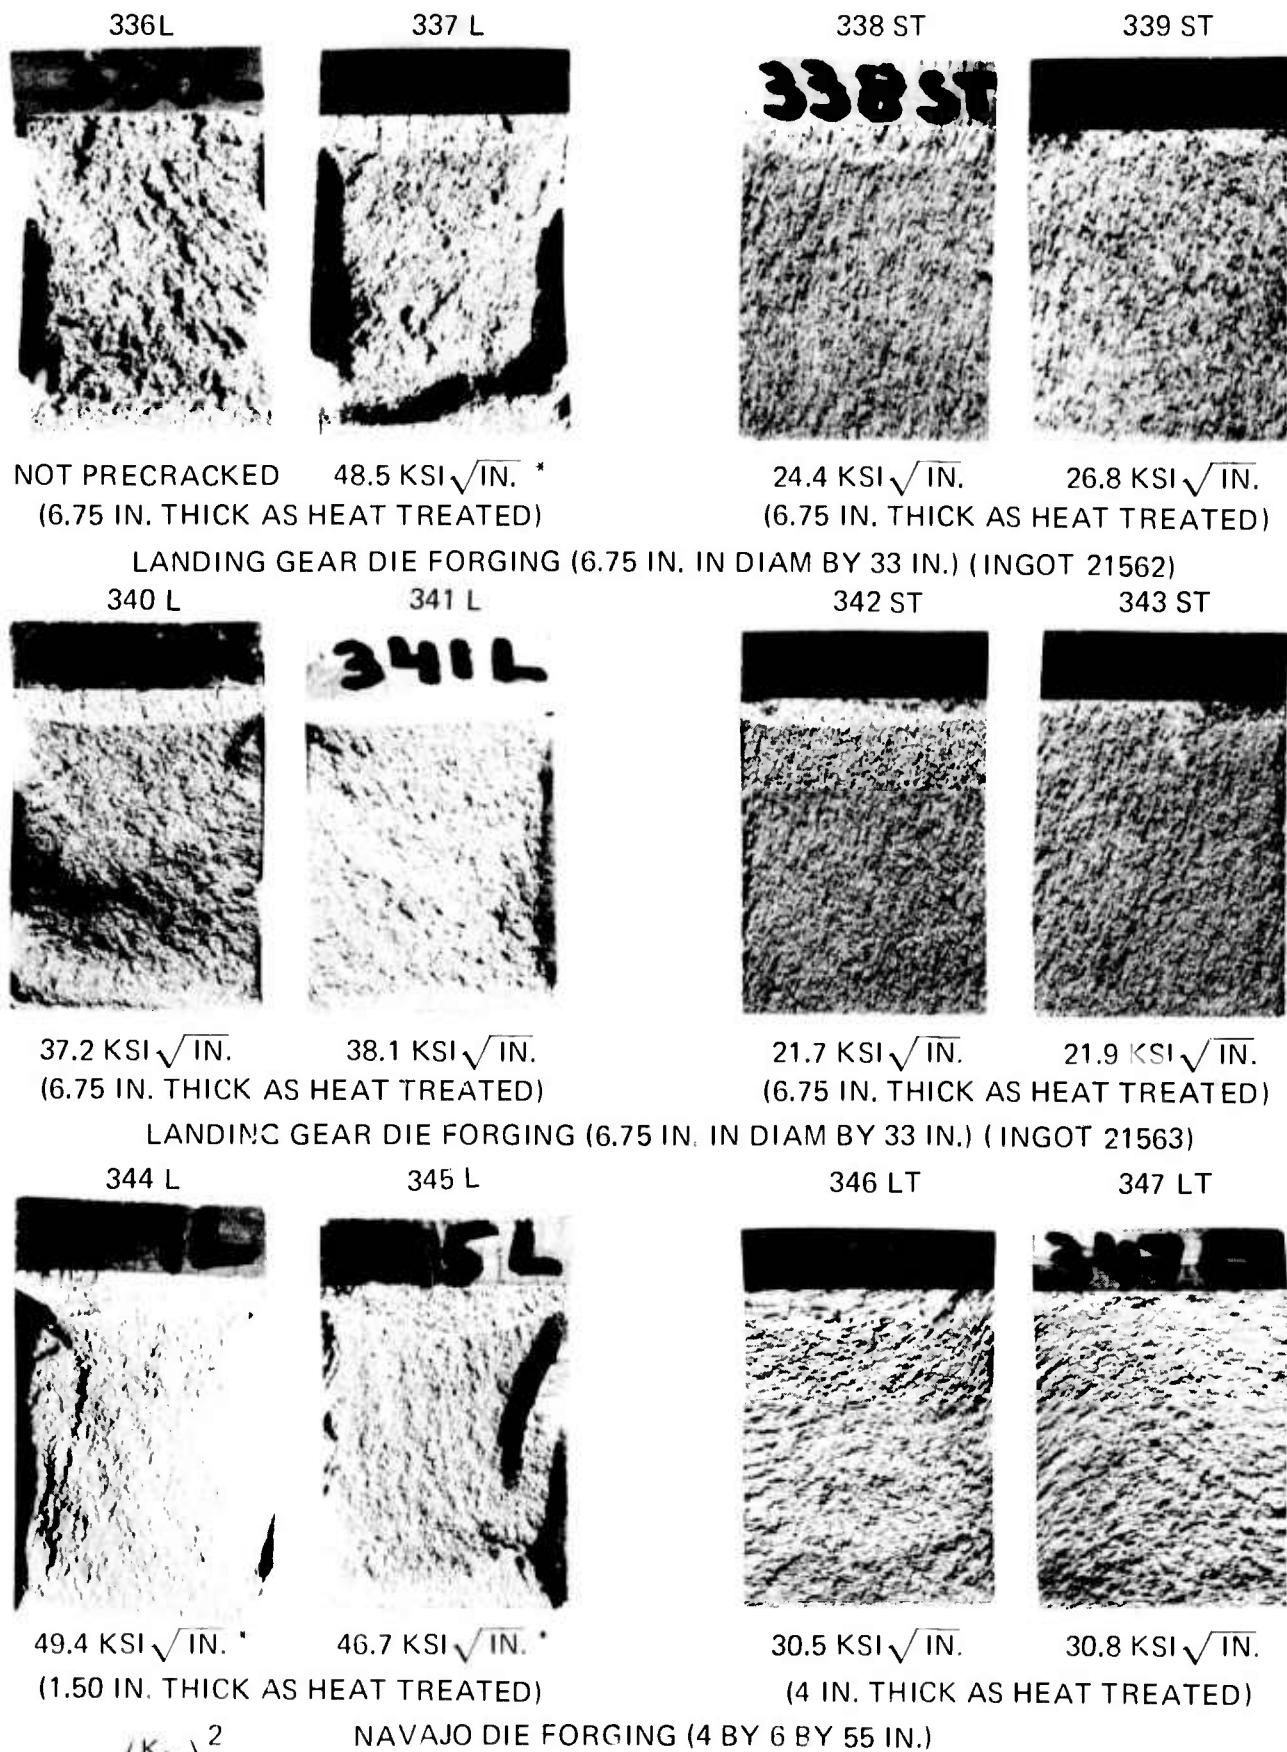 336L 337 L 338 ST 339 ST
338 ST
NOT PRECRACKED 48.5 KSI √IN. * 24.4 KSI √IN. 26.8 KSI √IN.
(6.75 IN. THICK AS HEAT TREATED) (6.75 IN. THICK AS HEAT TREATED)
LANDING GEAR DIE FORGING (6.75 IN. IN DIAM BY 33 IN.) (INGOT 21562)
340 L 341 L 342 ST 343 ST
341L
37.2 KSI √IN. 38.1 KSI √IN. 21.7 KSI √IN. 21.9 KSI √IN.
(6.75 IN. THICK AS HEAT TREATED) (6.75 IN. THICK AS HEAT TREATED)
LANDING GEAR DIE FORGING (6.75 IN. IN DIAM BY 33 IN.) (INGOT 21563)
344 L 345 L 346 LT 347 LT
5L
49.4 KSI √IN. * 46.7 KSI √IN. * 30.5 KSI √IN. 30.8 KSI √IN.
(1.50 IN. THICK AS HEAT TREATED) (4 IN. THICK AS HEAT TREATED)
2 NAVAJO DIE FORGING (4 BY 6 BY 55 IN.)